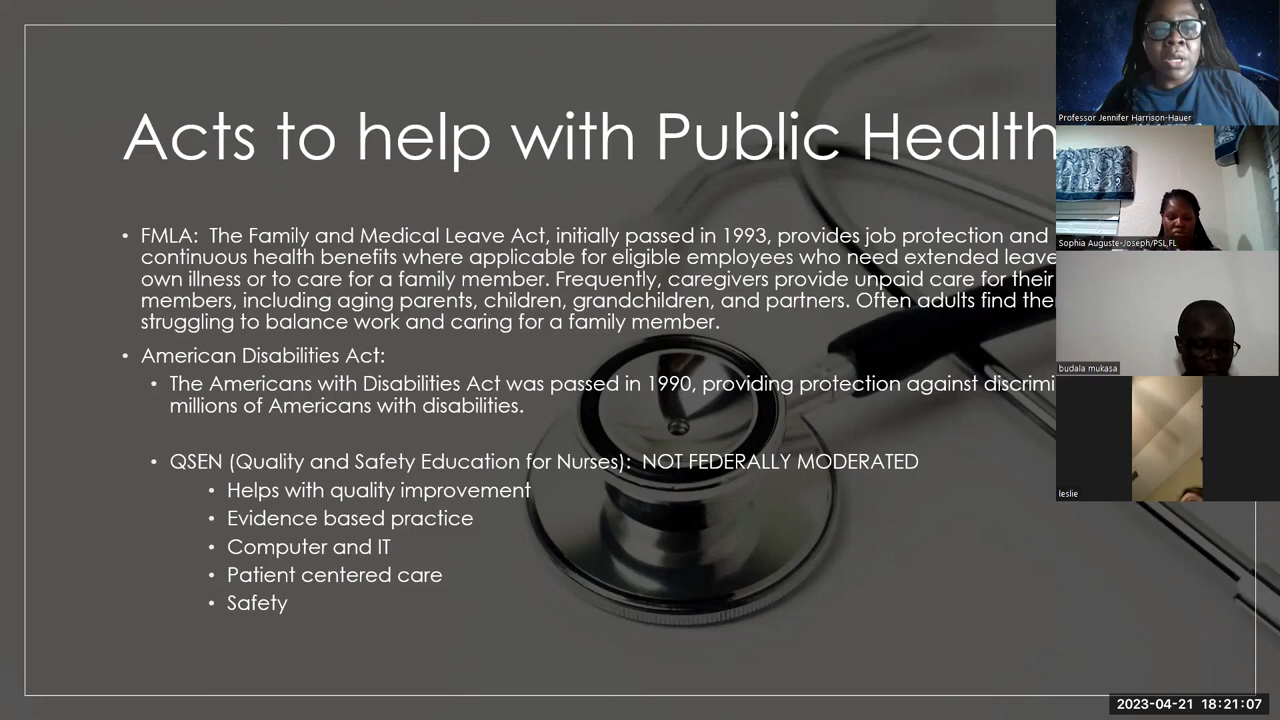 Acts to help with Public Health
• FMLA: The Family and Medical Leave Act, initially passed in 1993, provides job protection and
continuous health benefits where applicable for eligible employees who need extended leave
own illness or to care for a family member. Frequently, caregivers provide unpaid care for their
members, including aging parents, children, grandchildren, and partners. Often adults find
struggling to balance work and caring for a family member.
• American Disabilities Act:
• The Americans with Disabilities Act was passed in 1990, providing protection against
millions of Americans with disabilities.
• QSEN (Quality and Safety Education for Nurses): NOT FEDERALLY MODERATED
• Helps with quality improvement
• Evidence based practice
• Computer and IT
• Patient centered care
• Safety
Professor Jennifer Harrison-Hauer
Sophia Auguste-Joseph/PSL,FL
budala mukasa
leslie
2023-04-21 18:21:07